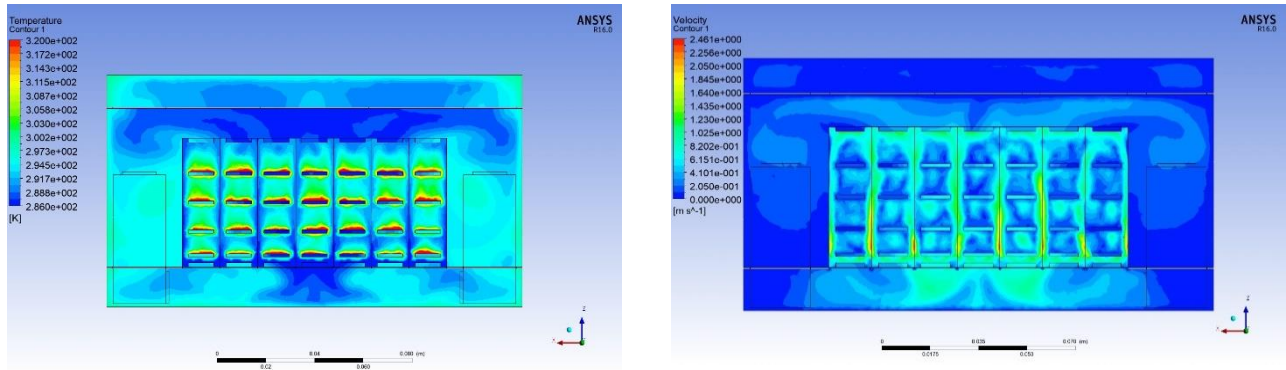 Temperature
Contour 1
3.200e+002
3.172e+002
3.143e+002
3.115e+002
3.087e+002
3.058e+002
3.030e+002
3.002e+002
2.973e+002
2.945e+002
2.917e+002
2.888e+002
2.860e+002
[K]
ANSYS
R16.0
0 0.04 0.080 (m)
0.02 0.060
Z
X
Velocity
Contour 1
2.461e+000
2.256e+000
2.050e+000
1.845e+000
1.640e+000
1.435e+000
1.230e+000
1.025e+000
8.202e-001
6.151e-001
4.101e-001
2.050e-001
0.000e+000
[m s^-1]
ANSYS
R16.0
0 0.035 0.070 (m)
0.0175 0.053
Z
X